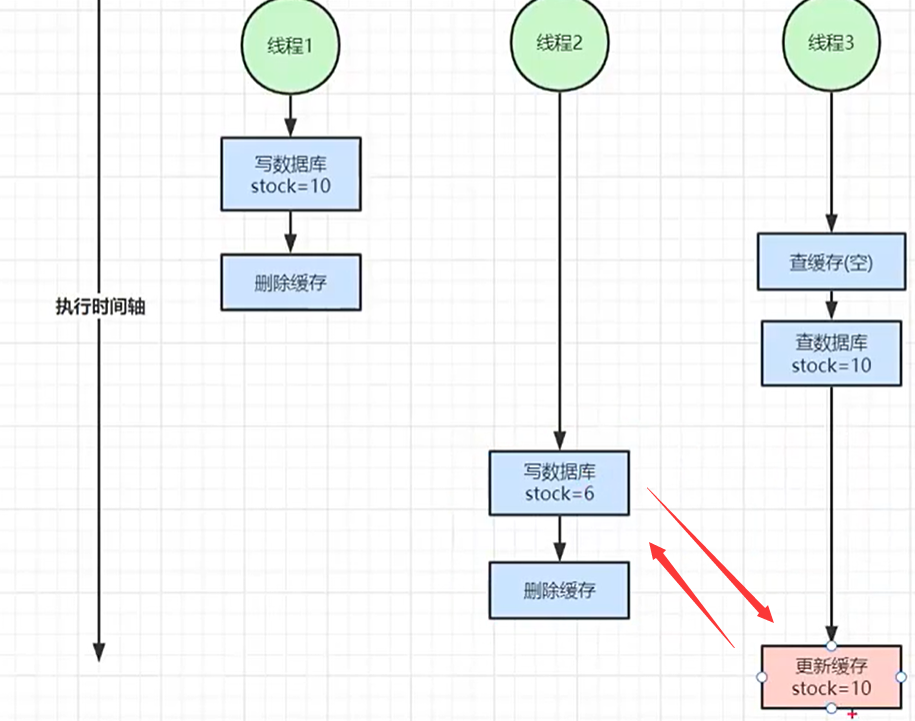 线程1
线程2
线程3
写数据库
stock=10
删除缓存
查缓存(空)
执行时间轴
查数据库
stock=10
写数据库
stock=6
删除缓存
更新缓存
stock=10